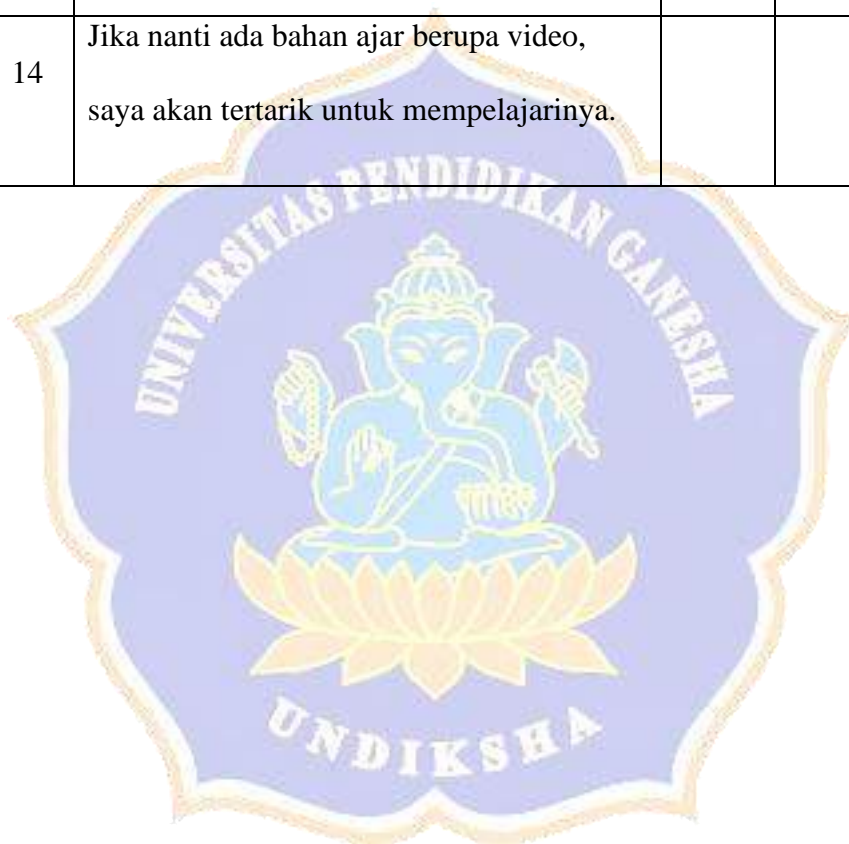 14
Jika nanti ada bahan ajar berupa video,
saya akan tertarik untuk mempelajarinya.
UNIVERSITAS PENDIDIKAN GANESHA
UNDIKSHA